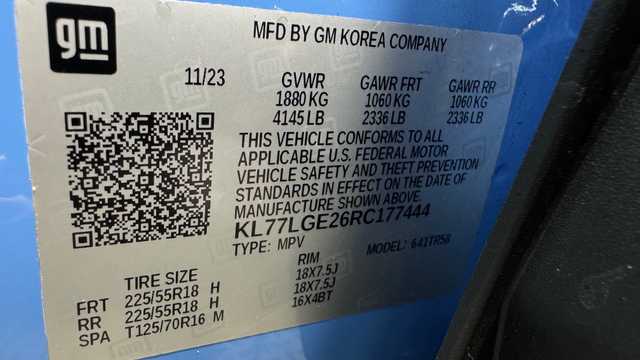 gm
MFD BY GM KOREA COMPANY
11/23 GVWR GAWR FRT GAWR RR
1880 KG 1060 KG 1060 KG
4145 LB 2336 LB 2336 LB
THIS VEHICLE CONFORMS TO ALL
APPLICABLE U.S. FEDERAL MOTOR
VEHICLE SAFETY AND THEFT PREVENTION
STANDARDS IN EFFECT ON THE DATE OF
MANUFACTURE SHOWN ABOVE.
KL77LGE26RC177444
TYPE: MPV MODEL: 641TR58
TIRE SIZE RIM
FRT 225/55R18 H 18X7.5J
RR 225/55R18 H 18X7.5J
SPA T125/70R16 M 16X4BT